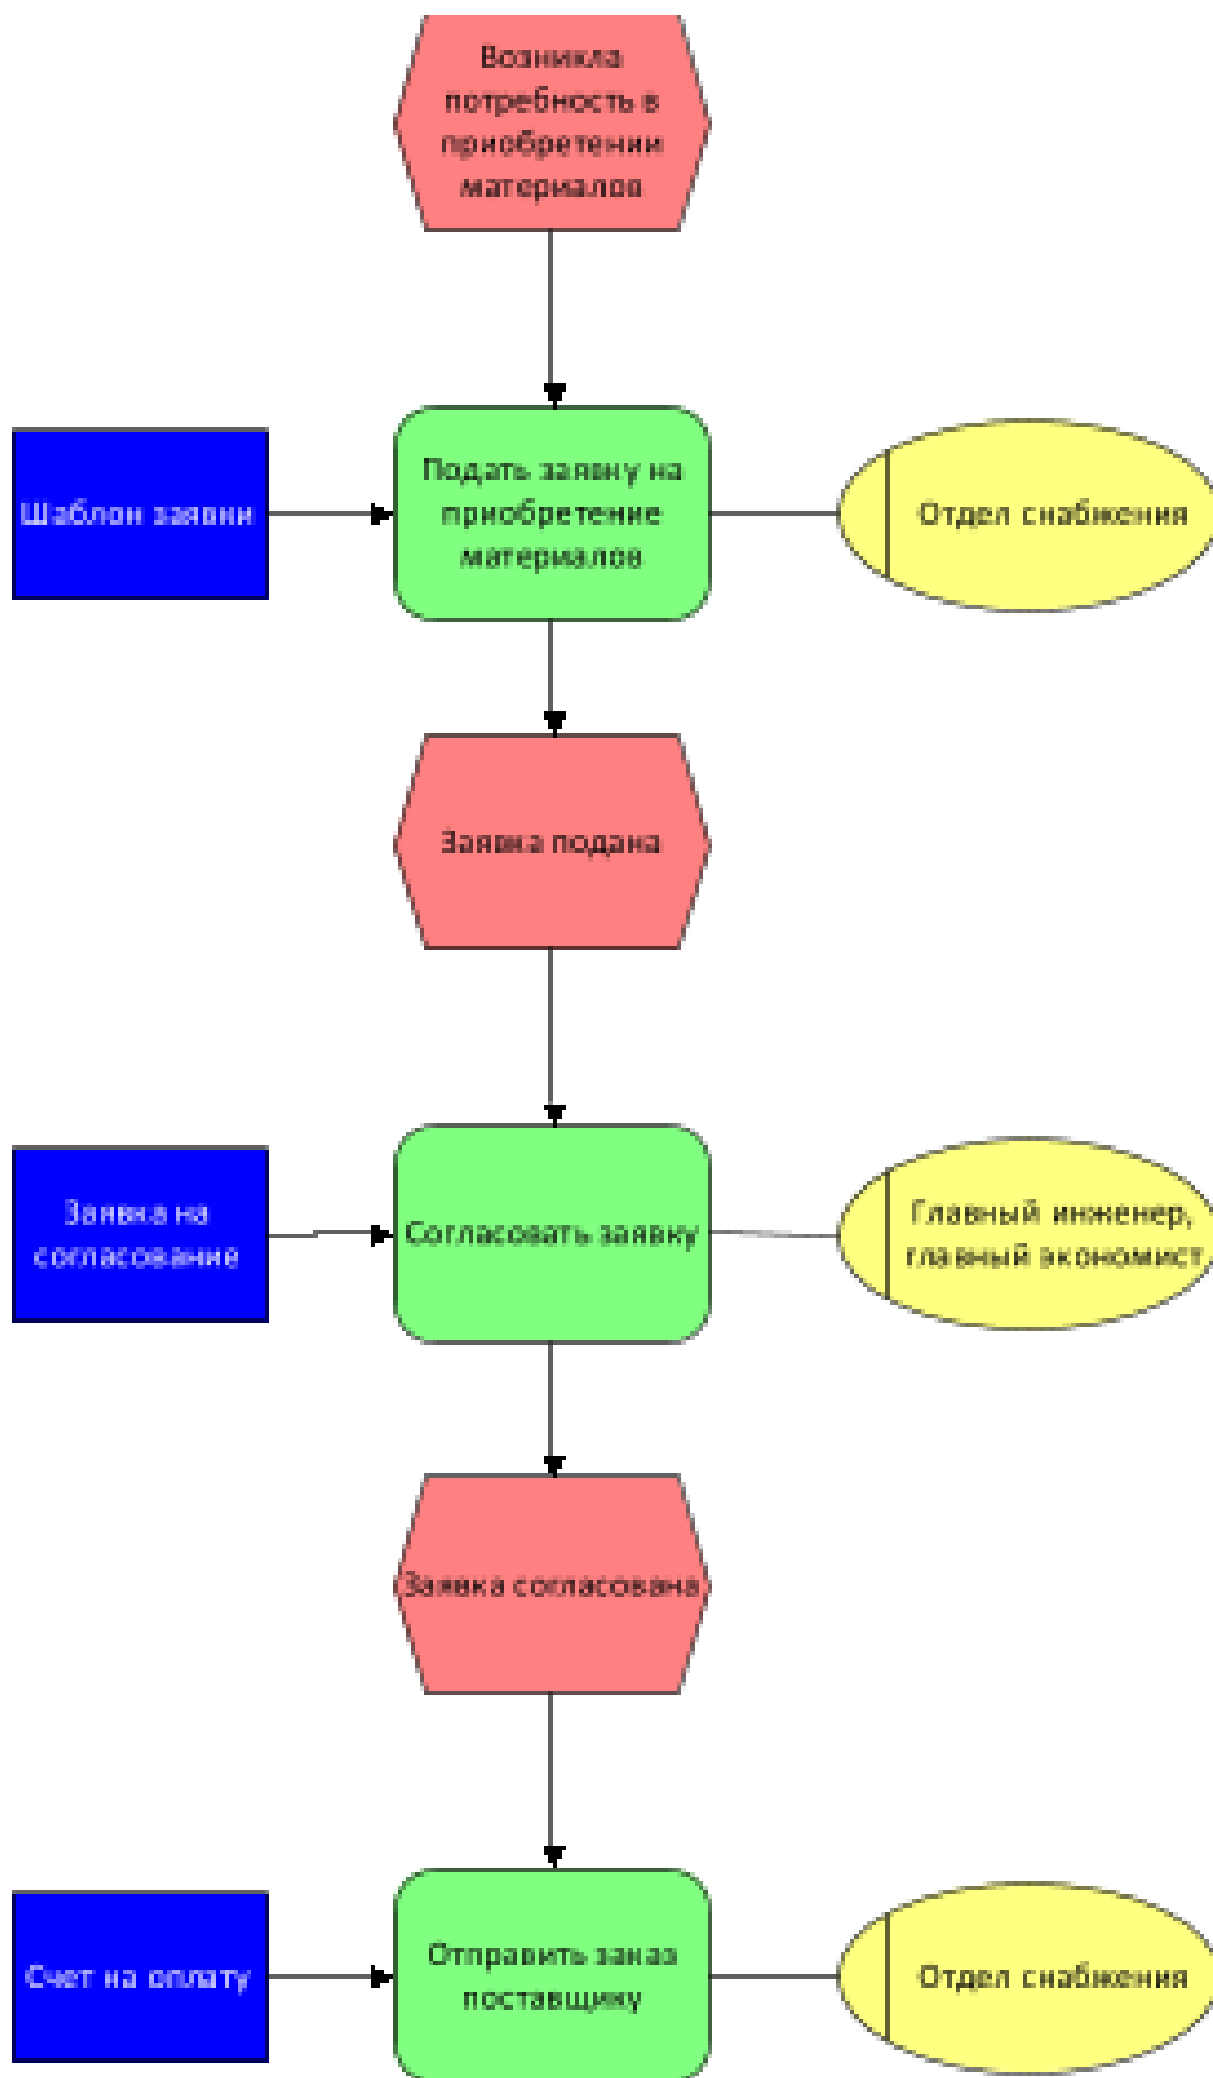 Возникла
потребность в
приобретении
материалов
Шаблон заявки
Подать заявку на
приобретение
материалов
Отдел снабжения
Заявка подана
Заявка на
согласование
Согласовать заявку
Главный инженер,
главный экономист
Заявка согласована
Счет на оплату
Отправить заказ
поставщику
Отдел снабжения